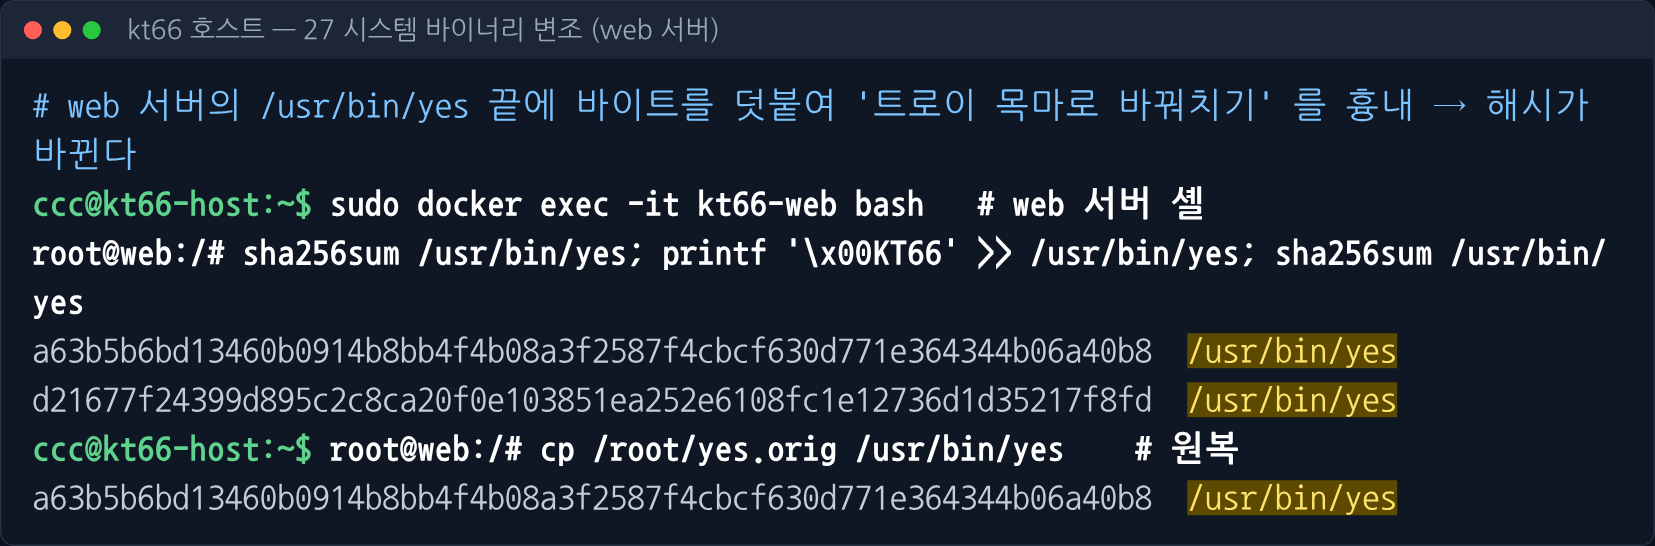 kt66 호스트 — 27 시스템 바이너리 변조 (web 서버)
# web 서버의 /usr/bin/yes 끝에 바이트를 덧붙여 '트로이 목마로 바꿔치기' 를 흉내 → 해시가
바뀐다
ccc@kt66-host:~$ sudo docker exec -it kt66-web bash   # web 서버 셸
root@web:/# sha256sum /usr/bin/yes; printf '\x00KT66' >> /usr/bin/yes; sha256sum /usr/bin/
yes
a63b5b6bd13460b0914b8bb4f4b08a3f2587f4cbcf630d771e364344b06a40b8  /usr/bin/yes
d21677f24399d895c2c8ca20f0e103851ea252e6108fc1e12736d1d35217f8fd  /usr/bin/yes
ccc@kt66-host:~$ root@web:/# cp /root/yes.orig /usr/bin/yes    # 원복
a63b5b6bd13460b0914b8bb4f4b08a3f2587f4cbcf630d771e364344b06a40b8  /usr/bin/yes